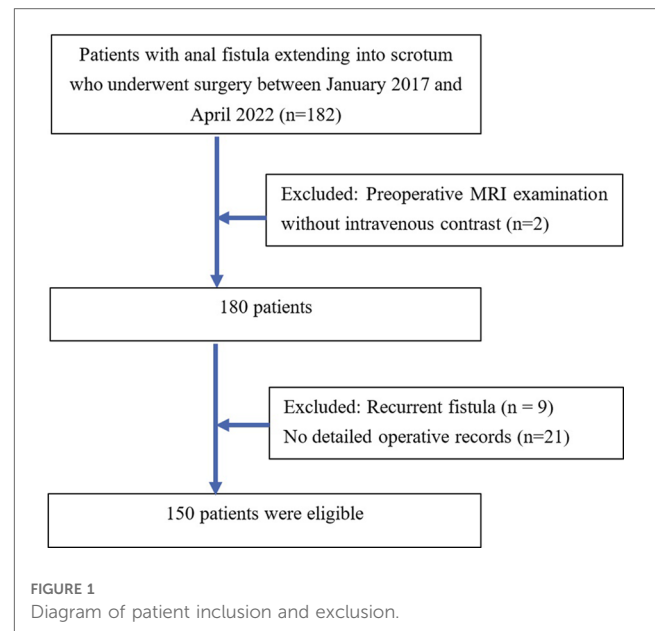 Patients with anal fistula extending into scrotum
who underwent surgery between January 2017 and
April 2022 (n=182)
Excluded: Preoperative MRI examination
without intravenous contrast (n=2)
180 patients
Excluded: Recurrent fistula (n = 9)
No detailed operative records (n=21)
150 patients were eligible
FIGURE 1
Diagram of patient inclusion and exclusion.